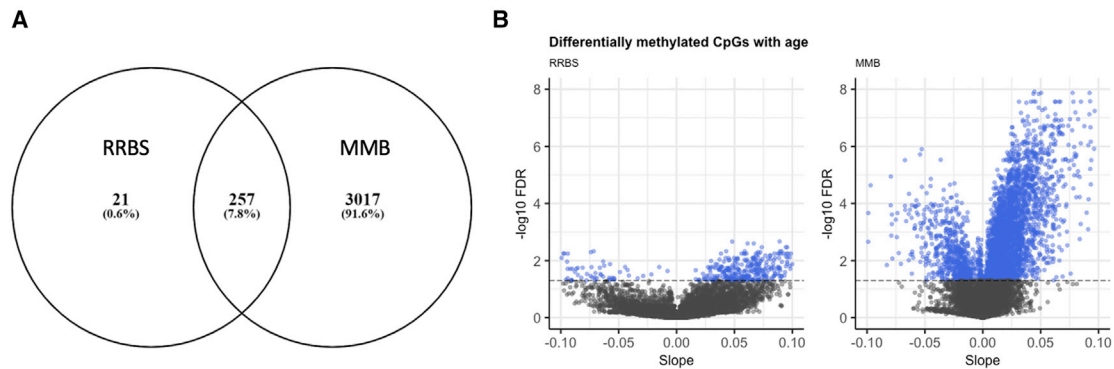 A
RRBS
MMB
21
(0.6%)
257
(7.8%)
3017
(91.6%)
B
Differentially methylated CpGs with age
RRBS
MMB
-log10 FDR
8
6
4
2
0
-0.10
-0.05
0.00
0.05
0.10
Slope
-log10 FDR
8
6
4
2
0
-0.10
-0.05
0.00
0.05
0.10
Slope